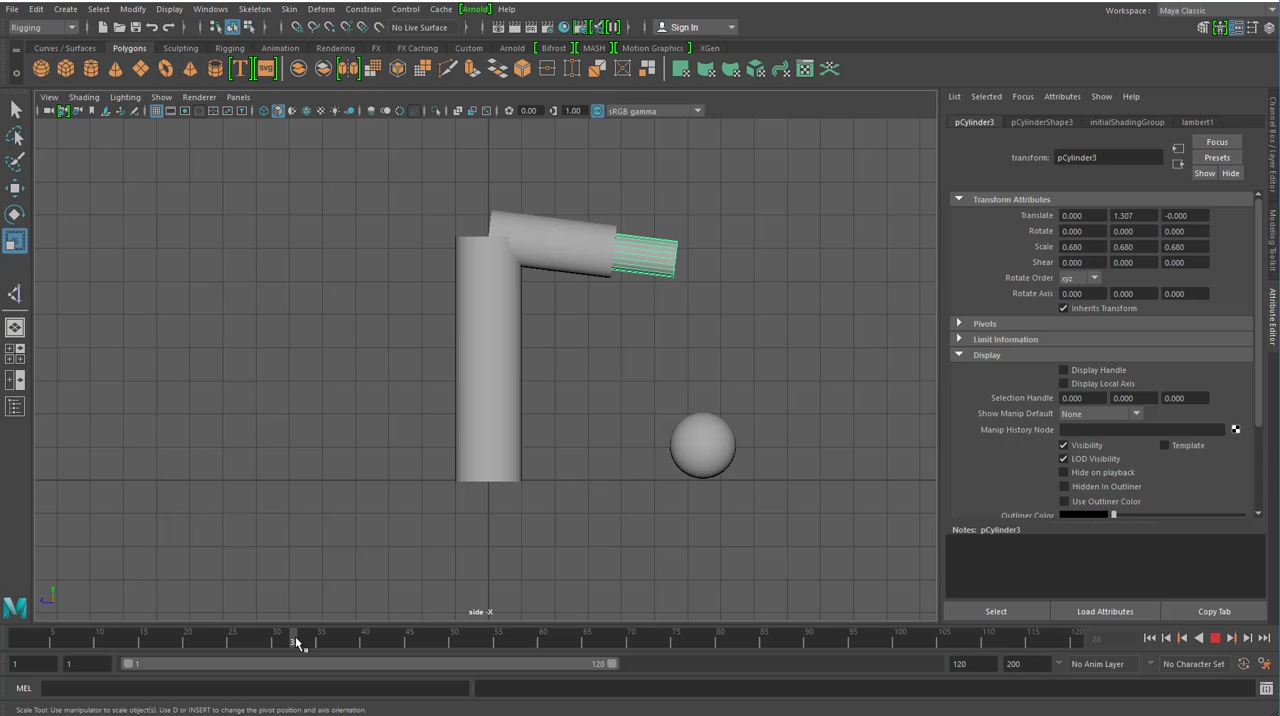 File Edit Create Select Modify Display Windows Skeleton Skin Deform Constrain Control Cache [Arnold] Help
Workspace: Maya Classic
Rigging
No Live Surface
Sign In
Curves / Surfaces Polygons Sculpting Rigging Animation Rendering FX FX Caching Custom Arnold Bifrost MASH Motion Graphics XGen
T SVG
View Shading Lighting Show Renderer Panels
0.00 1.00 sRGB gamma
side -X
List Selected Focus Attributes Show Help
pCylinder3 pCylinderShape3 initialShadingGroup lambert1
Focus
transform: pCylinder3
Presets
Show Hide
Transform Attributes
Translate 0.000 1.307 -0.000
Rotate 0.000 0.000 0.000
Scale 0.680 0.680 0.680
Shear 0.000 0.000 0.000
Rotate Order xyz
Rotate Axis 0.000 0.000 0.000
Inherits Transform
Pivots
Limit Information
Display
Display Handle
Display Local Axis
Selection Handle 0.000 0.000 0.000
Show Manip Default None
Manip History Node
Visibility Template
LOD Visibility
Hide on playback
Hidden In Outliner
Use Outliner Color
Outliner Color
Notes: pCylinder3
Select Load Attributes Copy Tab
Channel Box / Layer Editor
Modeling Toolkit
Attribute Editor
5 10 15 20 25 30 35 40 45 50 55 60 65 70 75 80 85 90 95 100 105 110 115 120
28
1 1 1 120 120 200 No Anim Layer No Character Set
MEL
Scale Tool: Use manipulator to scale object(s). Use D or INSERT to change the pivot position and axis orientation.